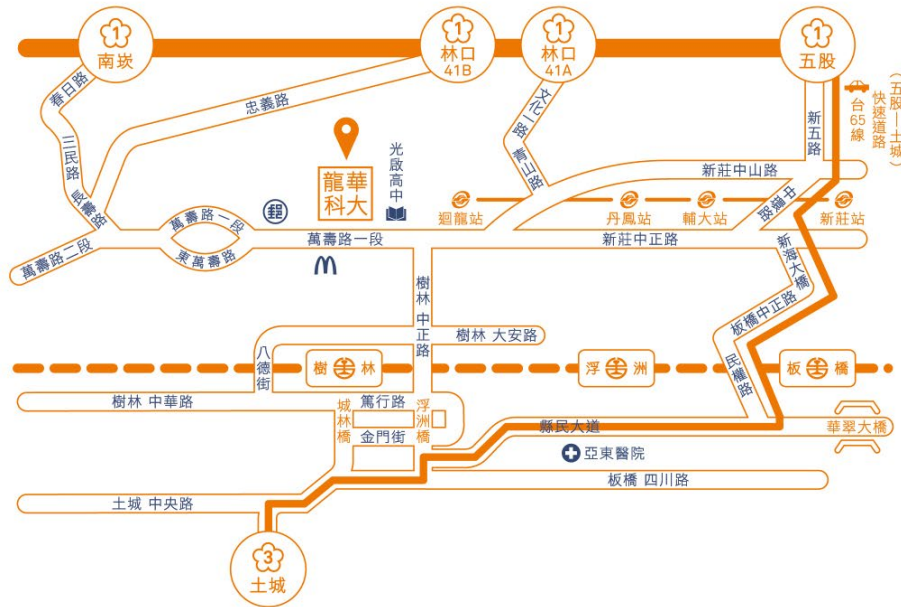 1
南崁
1
林口
41B
1
林口
41A
1
五股
台65線
快速道路
(五股—土城)
春日路
忠義路
文化一路
青山路
新五路
三民路
長壽路
龍華
科大
光啟高中
郵
新莊中山路
中環路
迴龍站
丹鳳站
輔大站
新莊站
萬壽路二段
萬壽路一段
東萬壽路
萬壽路一段
新莊中正路
新海大橋
樹林 中正路
樹林 大安路
板橋中正路
民權路
八德街
樹 林
浮 洲
板 橋
樹林 中華路
城林橋
篤行路
浮洲橋
金門街
縣民大道
華翠大橋
亞東醫院
板橋 四川路
土城 中央路
3
土城